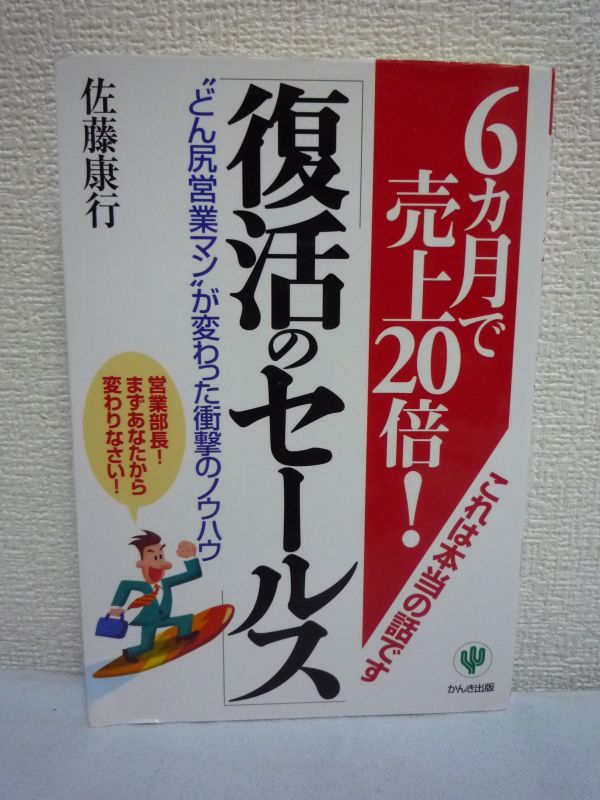 6カ月で
売上20倍！
これは本当の話です
「復活のセールス」
“どん尻営業マン”が変わった衝撃のノウハウ
佐藤康行
営業部長！
まずあなたから
変わりなさい！
かんき出版